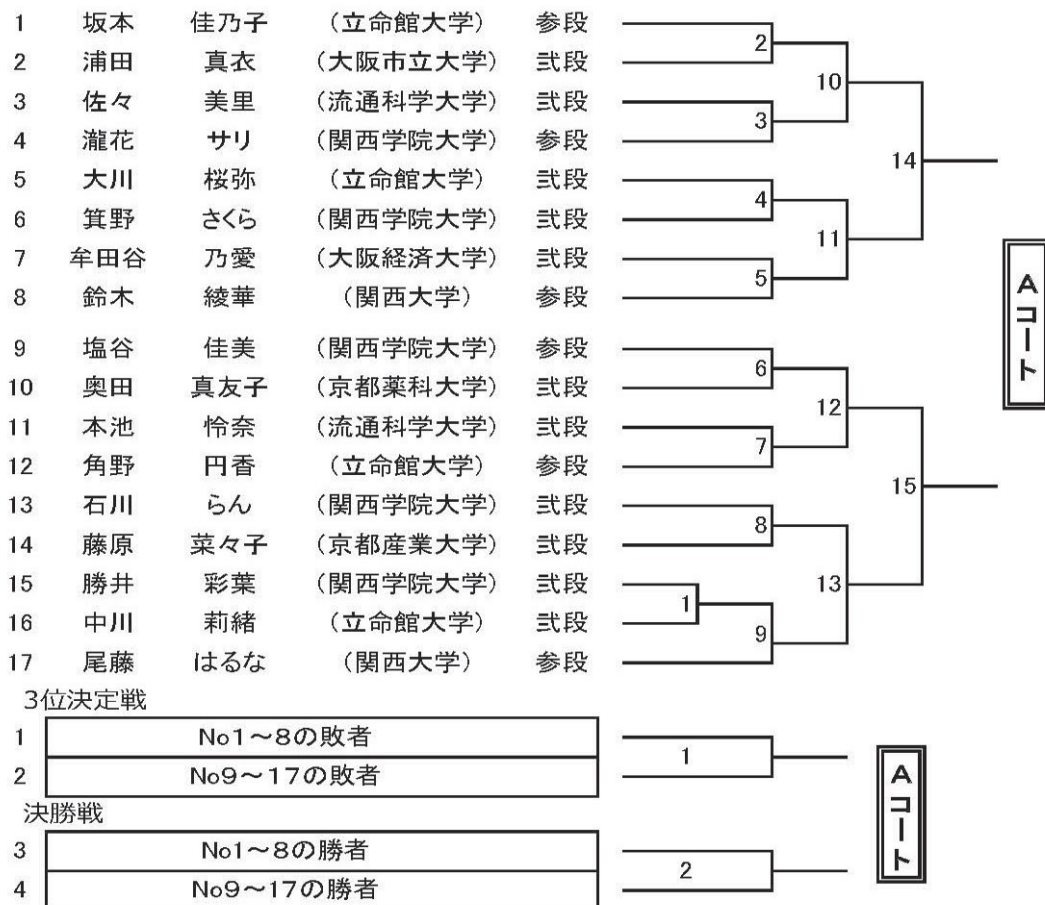 1 坂本 佳乃子 (立命館大学) 参段
2 浦田 真衣 (大阪市立大学) 弐段
3 佐々 美里 (流通科学大学) 弐段
4 瀧花 サリ (関西学院大学) 参段
5 大川 桜弥 (立命館大学) 弐段
6 箕野 さくら (関西学院大学) 弐段
7 牟田谷 乃愛 (大阪経済大学) 弐段
8 鈴木 綾華 (関西大学) 参段
9 塩谷 佳美 (関西学院大学) 参段
10 奥田 真友子 (京都薬科大学) 弐段
11 本池 怜奈 (流通科学大学) 弐段
12 角野 円香 (立命館大学) 参段
13 石川 らん (関西学院大学) 弐段
14 藤原 菜々子 (京都産業大学) 弐段
15 勝井 彩葉 (関西学院大学) 弐段
16 中川 莉緒 (立命館大学) 弐段
17 尾藤 はるな (関西大学) 参段
2
3
4
5
6
7
8
1
9
10
11
12
13
14
15
Aコート
3位決定戦
1 No1～8の敗者
2 No9～17の敗者
1
決勝戦
3 No1～8の勝者
4 No9～17の勝者
2
Aコート